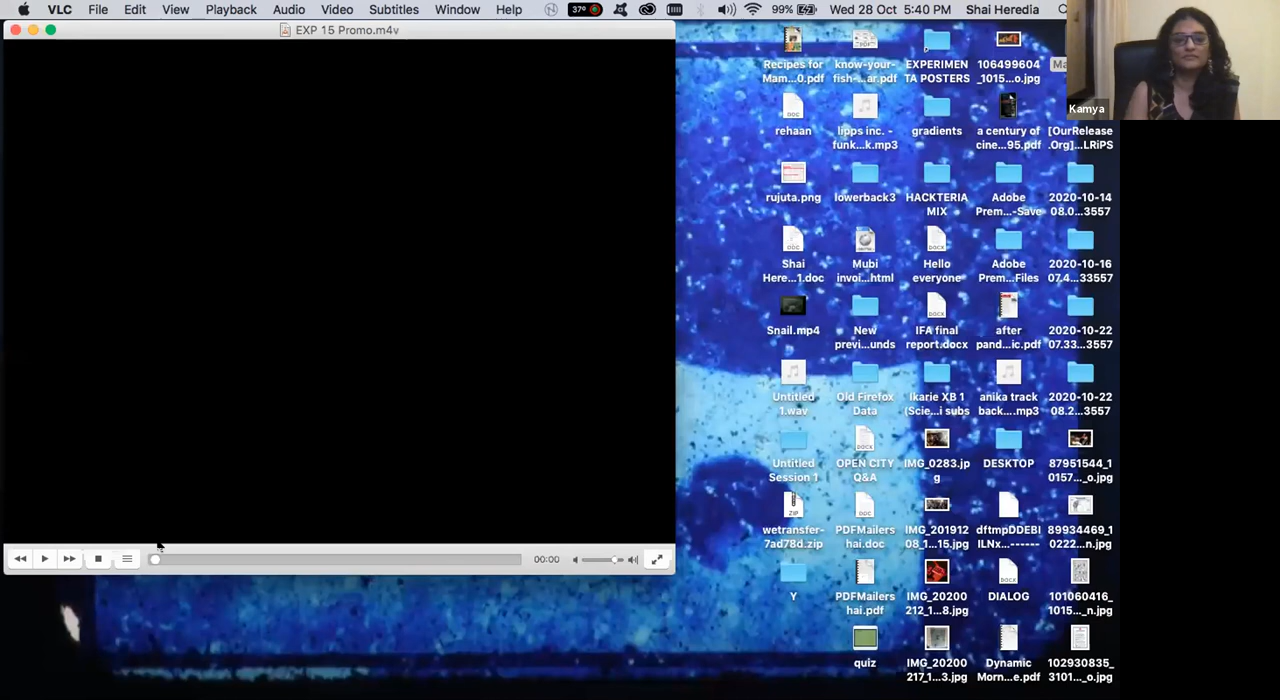 VLC File Edit View Playback Audio Video Subtitles Window Help 37° 99% Wed 28 Oct 5:40 PM Shai Heredia
EXP 15 Promo.m4v
Kamya
00:00
Recipes for
Mam...0.pdf
know-your-
fish-...ar.pdf
EXPERIMEN
TA POSTERS
106499604
_1015...o.jpg
rehaan
lipps inc. -
funk...k.mp3
gradients
a century of
cine...95.pdf
[OurRelease
.Org]...LRiPS
rujuta.png
lowerback3
HACKTERIA
MIX
Adobe
Prem...-Save
2020-10-14
08.0...3557
Shai
Here...1.doc
Mubi
invoi...html
Hello
everyone
Adobe
Prem...Files
2020-10-16
07.4...33557
Snail.mp4
New
previ...unds
IFA final
report.docx
after
pand...ic.pdf
2020-10-22
07.33...3557
Untitled
1.wav
Old Firefox
Data
Ikarie XB 1
(Scie...i subs
anika track
back....mp3
2020-10-22
08.2...3557
Untitled
Session 1
OPEN CITY
Q&A
IMG_0283.jp
g
DESKTOP
87951544_1
0157..._o.jpg
wetransfer-
7ad78d.zip
PDFMailers
hai.doc
IMG_201912
08_1...15.jpg
dftmpDDEBI
ILNx...------
89934469_1
0222..._n.jpg
Y
PDFMailers
hai.pdf
IMG_20200
212_1...8.jpg
DIALOG
101060416_
1015..._n.jpg
quiz
IMG_20200
217_1...3.jpg
Dynamic
Morn...e.pdf
102930835_
3101..._o.jpg